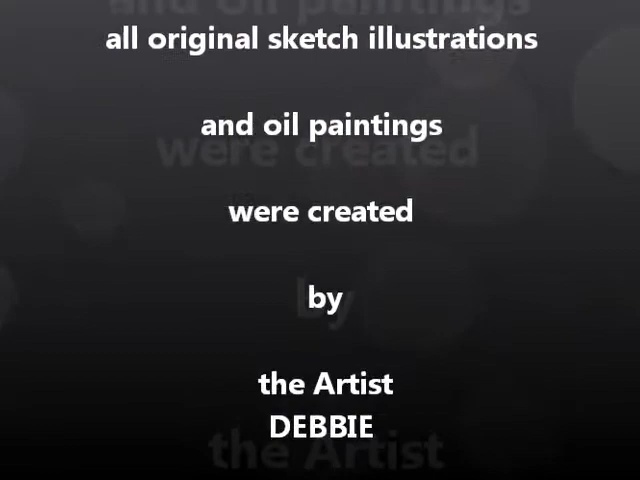 all original sketch illustrations
and oil paintings
were created
by
the Artist
DEBBIE